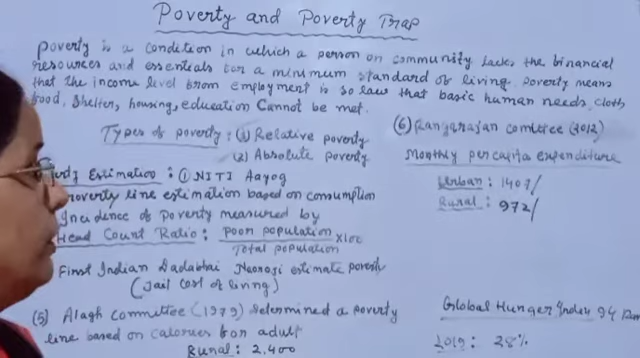 Poverty and Poverty Trap
Poverty is a condition in which a person on community lacks the binancial
resources and essentials for a minimum standard of living. Poverty means
that the income level from employment is so law that basic human needs, cloth
food, Shelter, housing, education Cannot be met.
Types of poverty: (1) Relative poverty
(2) Absolute poverty
Estimation: ① NITI Aayog
poverty line estimation based on consumption
Incidence of Poverty measured by
Head Count Ratio: poor population / Total population x100
First Indian Dadabhai Naoroji estimate poverty
(Jail cost of living)
(5) Alagh committee (1979) determined a poverty
line based on calories for adult
Rural: 2,400
(6) Rangarajan comteee (2012)
Monthly per capita expenditure
Urban: 1407/
Rural: 972/
Global Hunger Index 94
2019: 28%